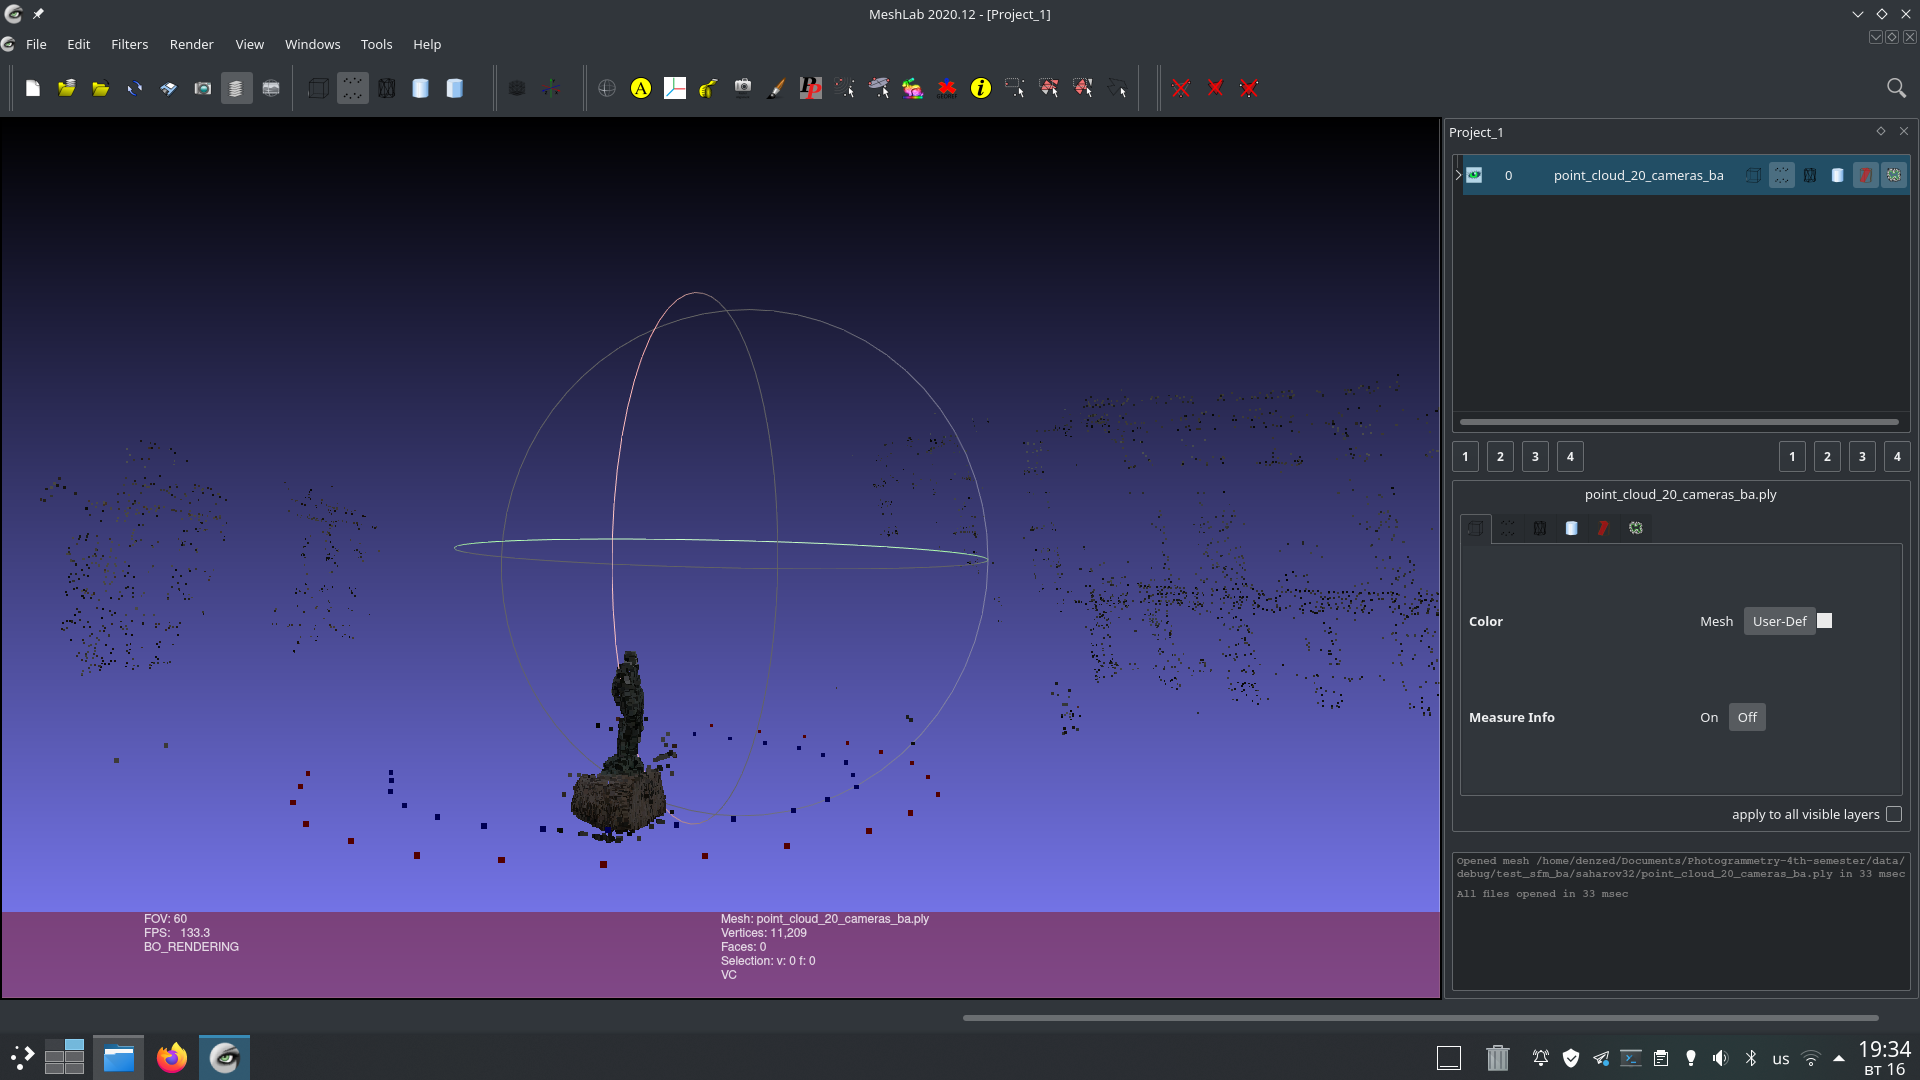 MeshLab 2020.12 - [Project_1]
File Edit Filters Render View Windows Tools Help
A
PP
i
Project_1
0 point_cloud_20_cameras_ba
1 2 3 4 1 2 3 4
point_cloud_20_cameras_ba.ply
Color Mesh User-Def
Measure Info On Off
apply to all visible layers
Opened mesh /home/denzed/Documents/Photogrammetry-4th-semester/data/
debug/test_sfm_ba/saharov32/point_cloud_20_cameras_ba.ply in 33 msec
All files opened in 33 msec
FOV: 60
FPS: 133.3
BO_RENDERING
Mesh: point_cloud_20_cameras_ba.ply
Vertices: 11,209
Faces: 0
Selection: v: 0 f: 0
VC
us
19:34
вт 16